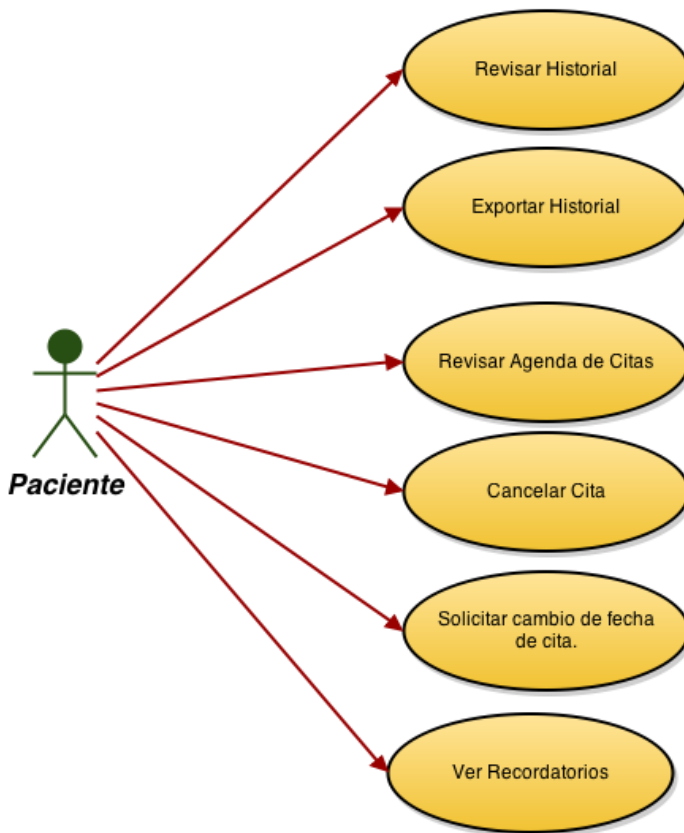 Revisar Historial
Exportar Historial
Revisar Agenda de Citas
Paciente
Cancelar Cita
Solicitar cambio de fecha
de cita.
Ver Recordatorios